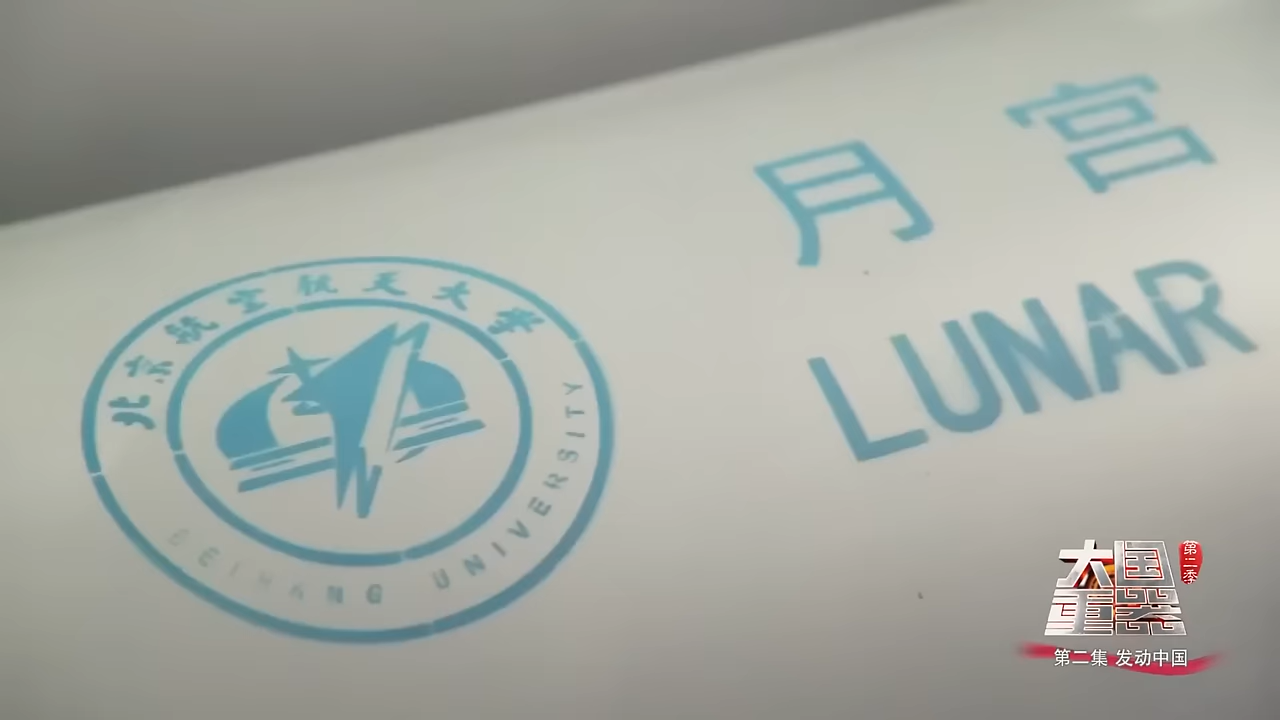 北京航空航天大学
BEIHANG UNIVERSITY
月宫
LUNAR
大国重器
第二季
第二集 发动中国